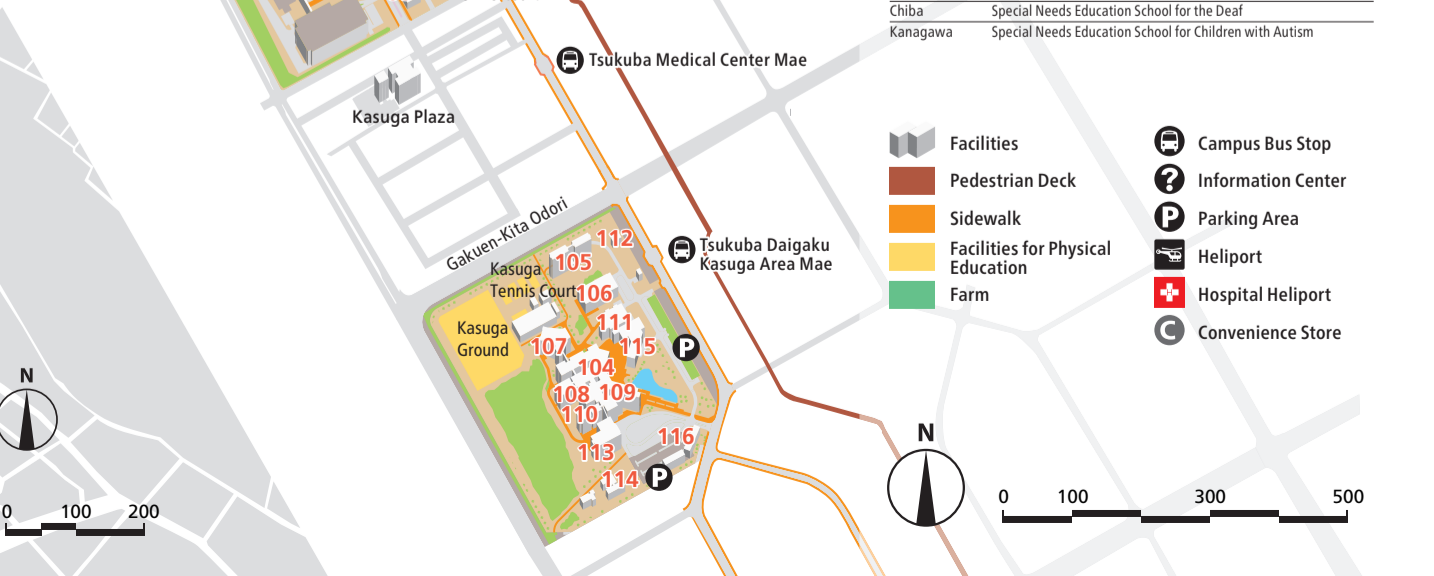 Chiba Special Needs Education School for the Deaf
Kanagawa Special Needs Education School for Children with Autism
Tsukuba Medical Center Mae
Kasuga Plaza
Gakuen-Kita Odori
Tsukuba Daigaku
Kasuga Area Mae
112
105
Kasuga
Tennis Court
106
111
Kasuga
Ground
107
115
P
104
108
109
110
116
113
114
P
Facilities
Pedestrian Deck
Sidewalk
Facilities for Physical
Education
Farm
Campus Bus Stop
? Information Center
P Parking Area
Heliport
Hospital Heliport
C Convenience Store
N
0 100 200
N
0 100 300 500